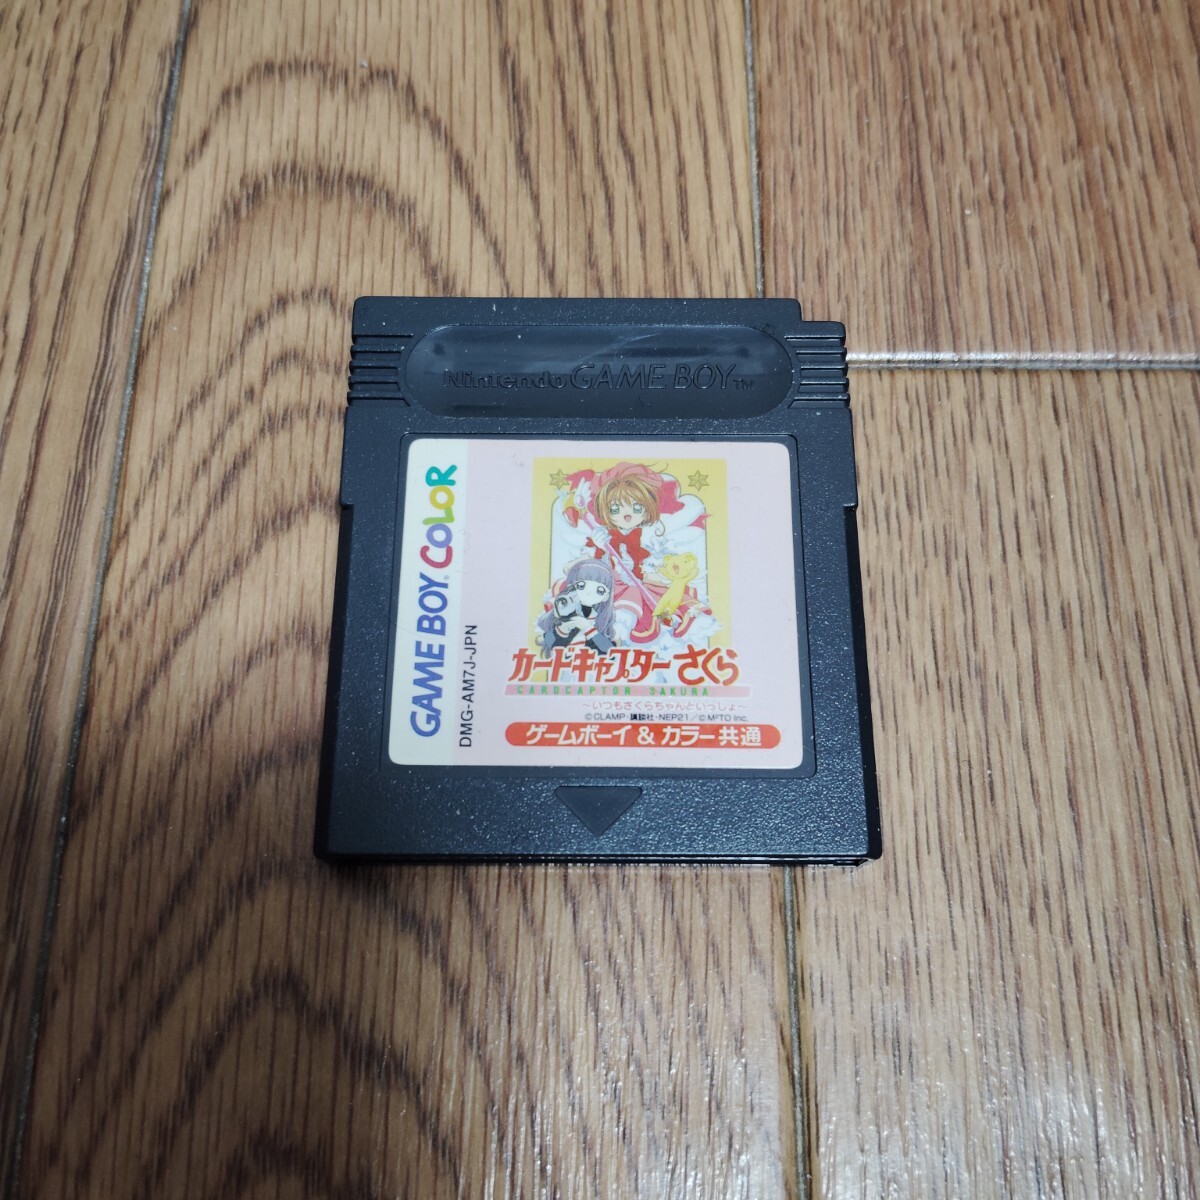 Nintendo GAME BOY™
GAME BOY COLOR
DMG-AM7J-JPN
カードキャプターさくら
CARDCAPTOR SAKURA
～いつもさくらちゃんといっしょ～
©CLAMP・講談社・NEP21／©MTO Inc.
ゲームボーイ&カラー共通